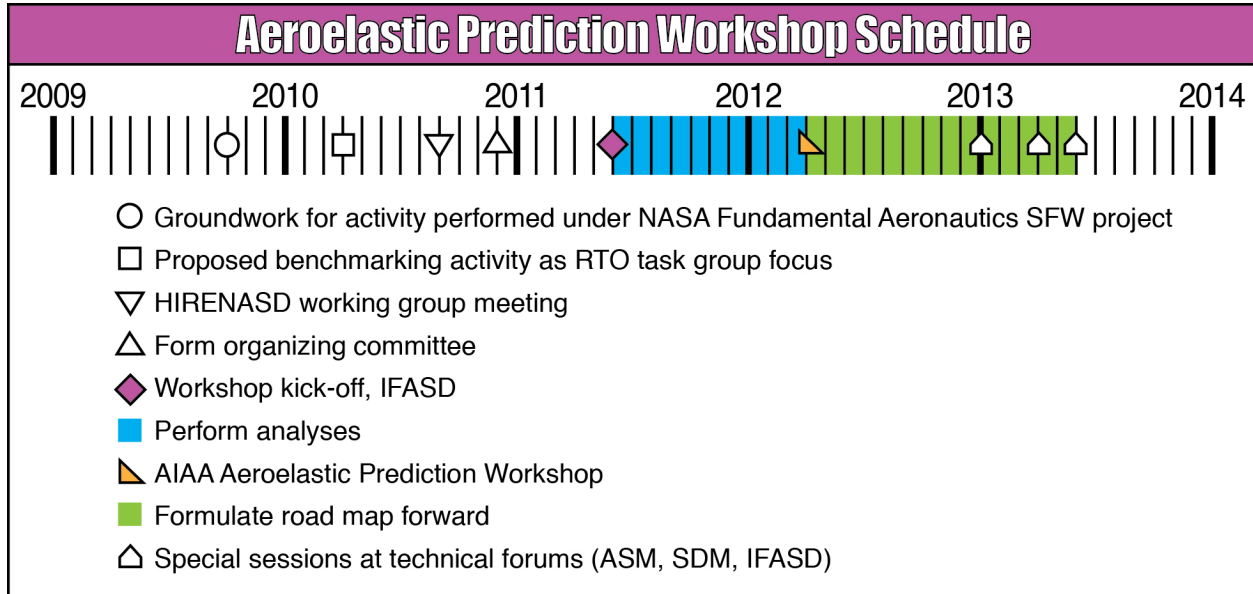 Aeroelastic Prediction Workshop Schedule
2009 2010 2011 2012 2013 2014
Groundwork for activity performed under NASA Fundamental Aeronautics SFW project
Proposed benchmarking activity as RTO task group focus
HIRENASD working group meeting
Form organizing committee
Workshop kick-off, IFASD
Perform analyses
AIAA Aeroelastic Prediction Workshop
Formulate road map forward
Special sessions at technical forums (ASM, SDM, IFASD)